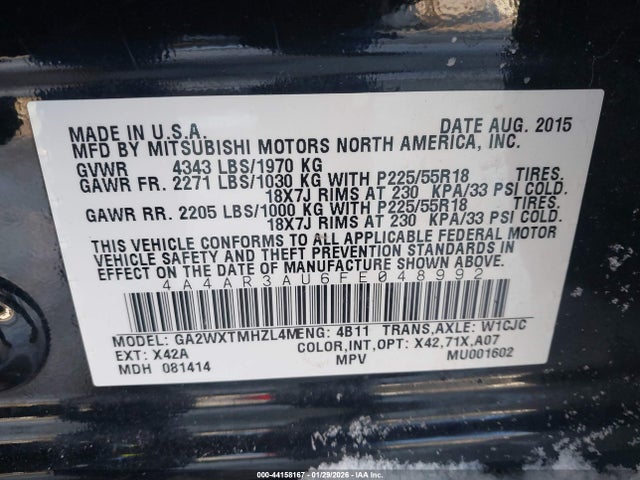 MADE IN U.S.A. DATE AUG. 2015
MFD BY MITSUBISHI MOTORS NORTH AMERICA, INC.
GVWR 4343 LBS/1970 KG
GAWR FR. 2271 LBS/1030 KG WITH P225/55R18 TIRES.
18X7J RIMS AT 230 KPA/33 PSI COLD.
GAWR RR. 2205 LBS/1000 KG WITH P225/55R18 TIRES.
18X7J RIMS AT 230 KPA/33 PSI COLD.
THIS VEHICLE CONFORMS TO ALL APPLICABLE FEDERAL MOTOR
VEHICLE SAFETY AND THEFT PREVENTION STANDARDS IN
EFFECT ON THE DATE OF MANUFACTURE SHOWN ABOVE.
4A4AR3AU6FE048992
MODEL: GA2WXTMHZL4MENG: 4B11 TRANS,AXLE: W1CJC
EXT: X42A COLOR,INT,OPT: X42,71X,A07
MDH 081414 MPV MU001602
000-44158167 - 01/29/2026 - IAAI.CA